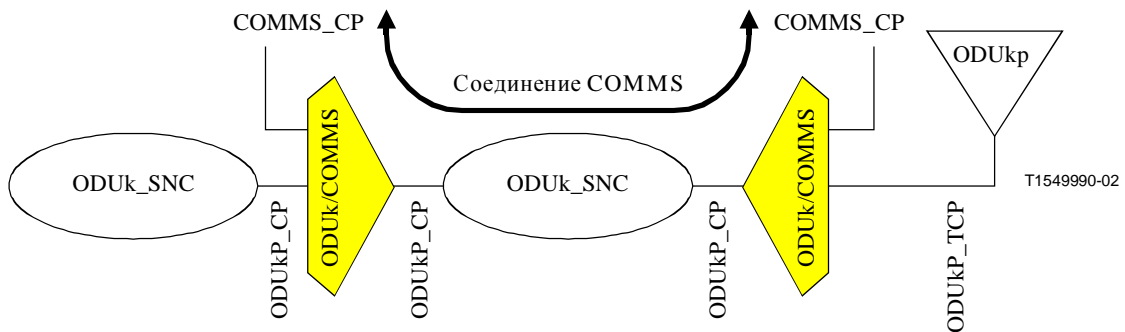 COMMS_CP
COMMS_CP
ODUkp
Соединение COMMS
ODUk/COMMS
ODUk/COMMS
ODUk_SNC
ODUk_SNC
T1549990-02
ODUkP_CP
ODUkP_CP
ODUkP_CP
ODUkP_TCP